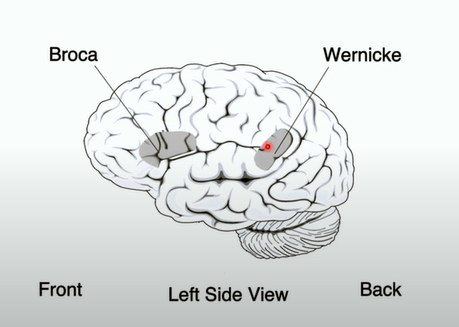 Broca
Wernicke
Front
Left Side View
Back